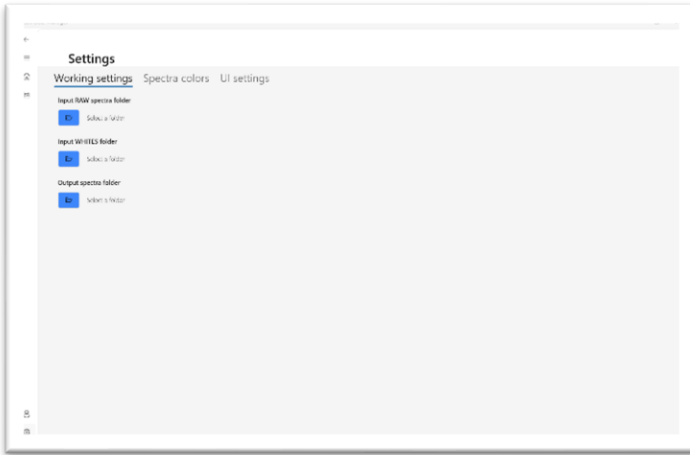 Settings
Working settings Spectra colors UI settings
Input RAW spectra folder
Select a folder
Input WHITES folder
Select a folder
Output spectra folder
Select a folder